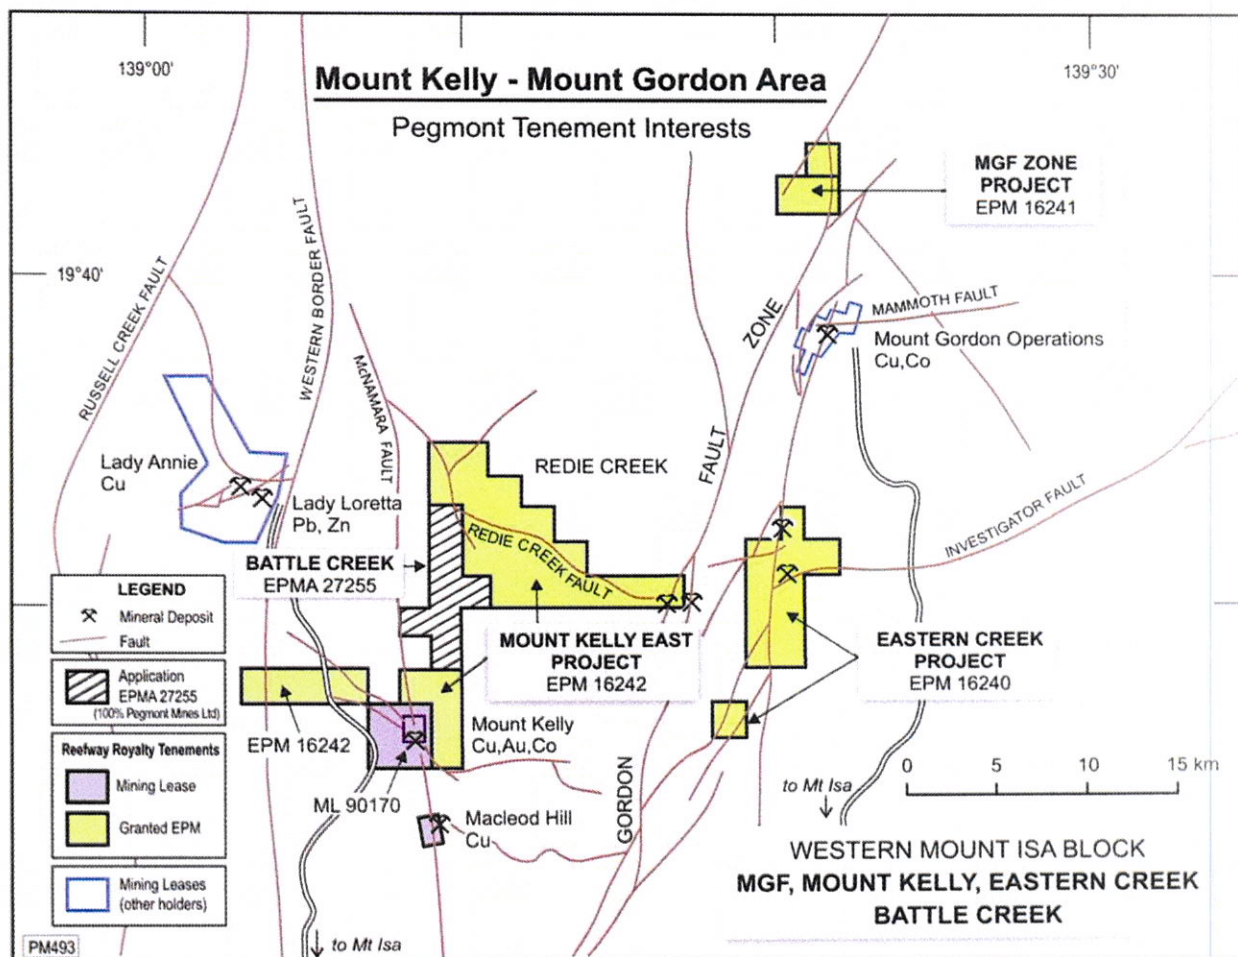 139°00'
139°30'
Mount Kelly - Mount Gordon Area
Pegmont Tenement Interests
MGF ZONE
PROJECT
EPM 16241
19°40'
RUSSELL CREEK FAULT
WESTERN BORDER FAULT
McNAMARA FAULT
GORDON
FAULT
ZONE
MAMMOTH FAULT
Mount Gordon Operations
Cu,Co
Lady Annie
Cu
Lady Loretta
Pb, Zn
REDIE CREEK
REDIE CREEK FAULT
INVESTIGATOR FAULT
BATTLE CREEK
EPMA 27255
MOUNT KELLY EAST
PROJECT
EPM 16242
EASTERN CREEK
PROJECT
EPM 16240
EPM 16242
Mount Kelly
Cu,Au,Co
ML 90170
Macleod Hill
Cu
LEGEND
Mineral Deposit
Fault
Application
EPMA 27255
(100% Pegmont Mines Ltd)
Reefway Royalty Tenements
Mining Lease
Granted EPM
Mining Leases
(other holders)
0 5 10 15 km
to Mt Isa
to Mt Isa
WESTERN MOUNT ISA BLOCK
MGF, MOUNT KELLY, EASTERN CREEK
BATTLE CREEK
PM493